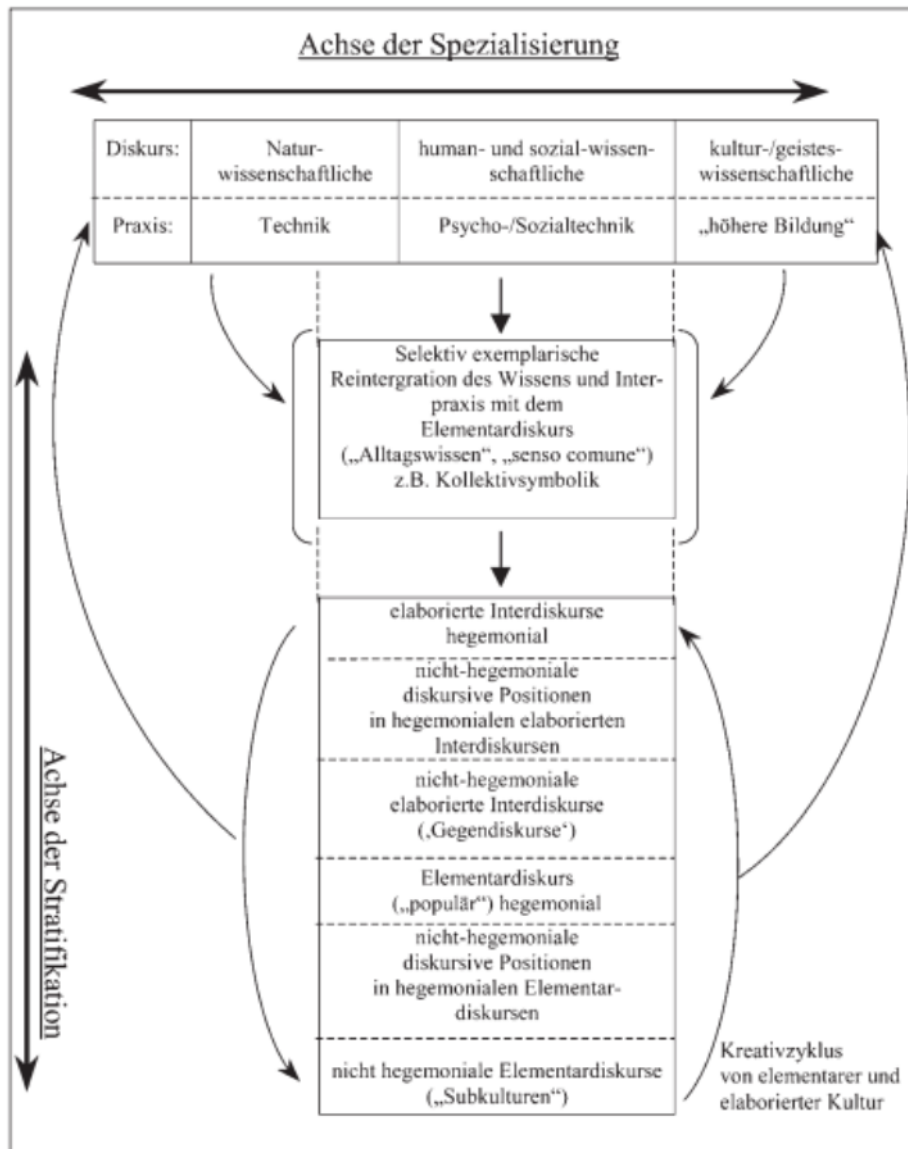 Achse der Spezialisierung
Diskurs:
Natur-
wissenschaftliche
human- und sozial-wissen-
schaftliche
kultur-/geistes-
wissenschaftliche
Praxis:
Technik
Psycho-/Sozialtechnik
„höhere Bildung“
Selektiv exemplarische
Reintergration des Wissens und Inter-
praxis mit dem
Elementardiskurs
(„Alltagswissen“, „senso comune“)
z.B. Kollektivsymbolik
elaborierte Interdiskurse
hegemonial
nicht-hegemoniale
diskursive Positionen
in hegemonialen elaborierten
Interdiskursen
nicht-hegemoniale
elaborierte Interdiskurse
(‚Gegendiskurse‘)
Elementardiskurs
(„populär“) hegemonial
nicht-hegemoniale
diskursive Positionen
in hegemonialen Elementar-
diskursen
nicht hegemoniale Elementardiskurse
(„Subkulturen“)
Achse der Stratifikation
Kreativzyklus
von elementarer und
elaborierter Kultur